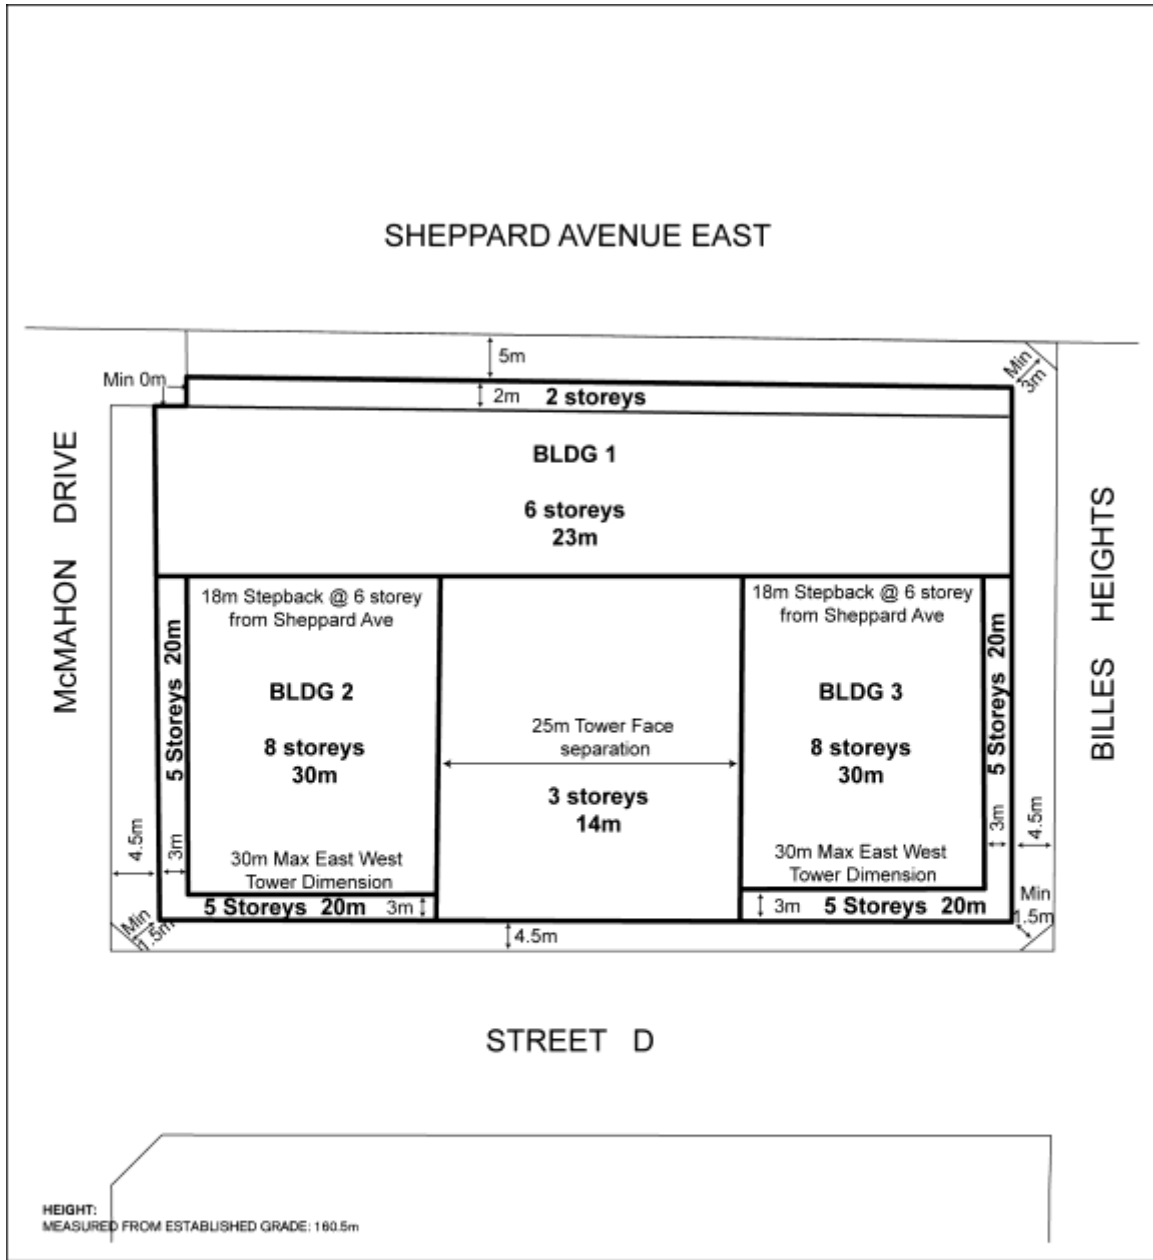 SHEPPARD AVENUE EAST
5m
Min 0m
Min
3m
2m 2 storeys
BLDG 1
6 storeys
23m
McMAHON DRIVE
BILLES HEIGHTS
18m Stepback @ 6 storey
from Sheppard Ave
18m Stepback @ 6 storey
from Sheppard Ave
5 Storeys 20m
5 Storeys 20m
BLDG 2
8 storeys
30m
25m Tower Face
separation
3 storeys
14m
BLDG 3
8 storeys
30m
4.5m
3m
3m
4.5m
30m Max East West
Tower Dimension
30m Max East West
Tower Dimension
5 Storeys 20m 3m
3m 5 Storeys 20m
Min
1.5m
Min
1.5m
4.5m
STREET D
HEIGHT:
MEASURED FROM ESTABLISHED GRADE: 160.5m